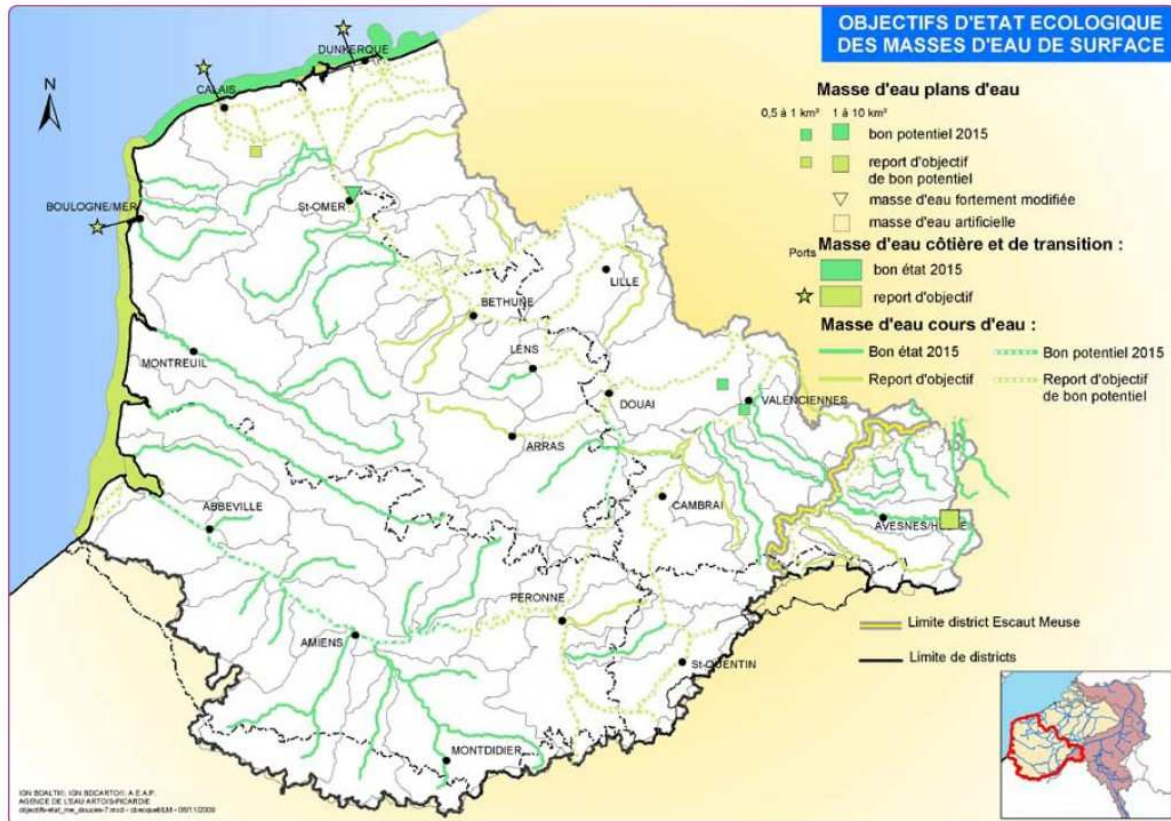 OBJECTIFS D'ETAT ECOLOGIQUE
DES MASSES D'EAU DE SURFACE
Masse d'eau plans d'eau
0,5 à 1 km² 1 à 10 km²
bon potentiel 2015
report d'objectif
de bon potentiel
masse d'eau fortement modifiée
masse d'eau artificielle
Masse d'eau côtière et de transition :
Ports
bon état 2015
report d'objectif
Masse d'eau cours d'eau :
Bon état 2015
Bon potentiel 2015
Report d'objectif
Report d'objectif
de bon potentiel
N
DUNKERQUE
CALAIS
BOULOGNE/MER
St-OMER
LILLE
BETHUNE
LENS
MONTREUIL
DOUAI
VALENCIENNES
ARRAS
CAMBRAI
ABBEVILLE
AVESNES/
PERONNE
AMIENS
St-QUENTIN
MONTDIDIER
Limite district Escaut Meuse
Limite de districts
AGENCE DE L'EAU ARTOIS-PICARDIE